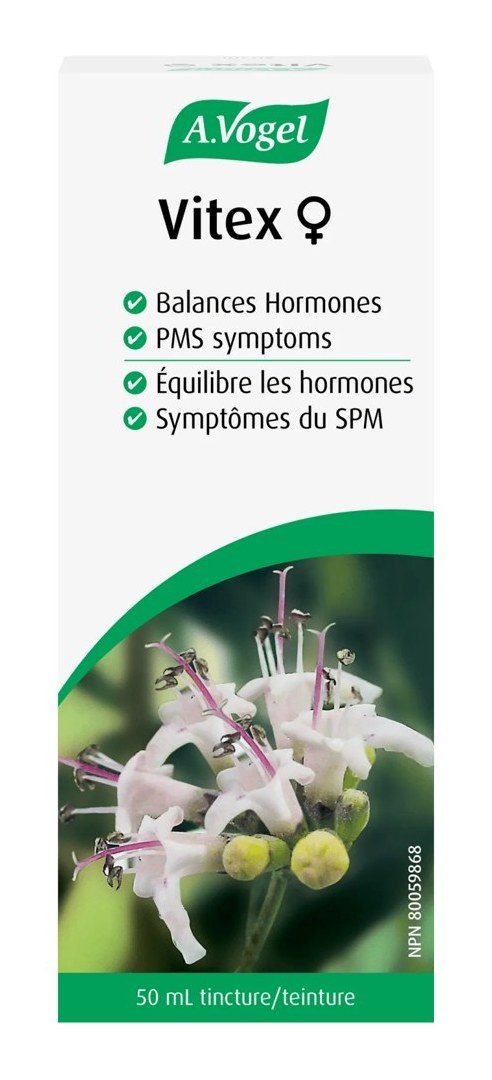 A.Vogel
Vitex ♀
Balances Hormones
PMS symptoms
Équilibre les hormones
Symptômes du SPM
NPN 80059868
50 mL tincture/teinture